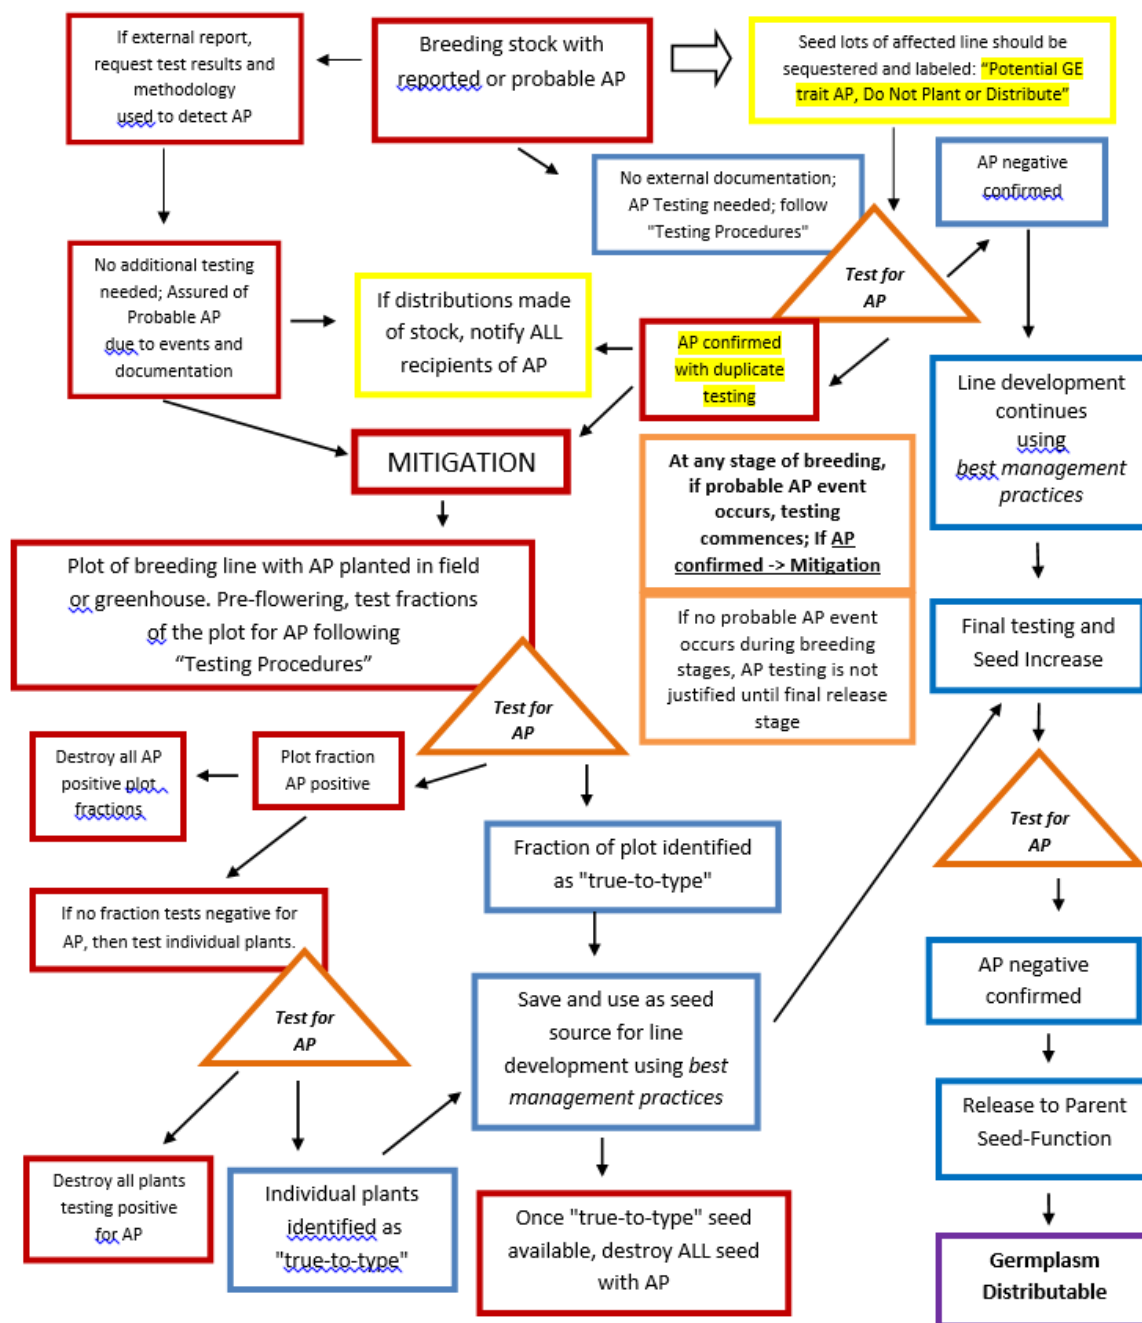 If external report,
request test results and
methodology
used to detect AP
Breeding stock with
reported or probable AP
Seed lots of affected line should be
sequestered and labeled: “Potential GE
trait AP, Do Not Plant or Distribute”
No external documentation;
AP Testing needed; follow
"Testing Procedures"
AP negative
confirmed
Test for
AP
No additional testing
needed; Assured of
Probable AP
due to events and
documentation
If distributions made
of stock, notify ALL
recipients of AP
AP confirmed
with duplicate
testing
Line development
continues
using
best management
practices
MITIGATION
At any stage of breeding,
if probable AP event
occurs, testing
commences; If AP
confirmed -> Mitigation
If no probable AP event
occurs during breeding
stages, AP testing is not
justified until final release
stage
Plot of breeding line with AP planted in field
or greenhouse. Pre-flowering, test fractions
of the plot for AP following
“Testing Procedures”
Test for
AP
Final testing and
Seed Increase
Destroy all AP
positive plot
fractions
Plot fraction
AP positive
Fraction of plot identified
as "true-to-type"
Test for
AP
If no fraction tests negative for
AP, then test individual plants.
Test for
AP
Save and use as seed
source for line
development using best
management practices
AP negative
confirmed
Release to Parent
Seed-Function
Destroy all plants
testing positive
for AP
Individual plants
identified as
"true-to-type"
Once "true-to-type" seed
available, destroy ALL seed
with AP
Germplasm
Distributable